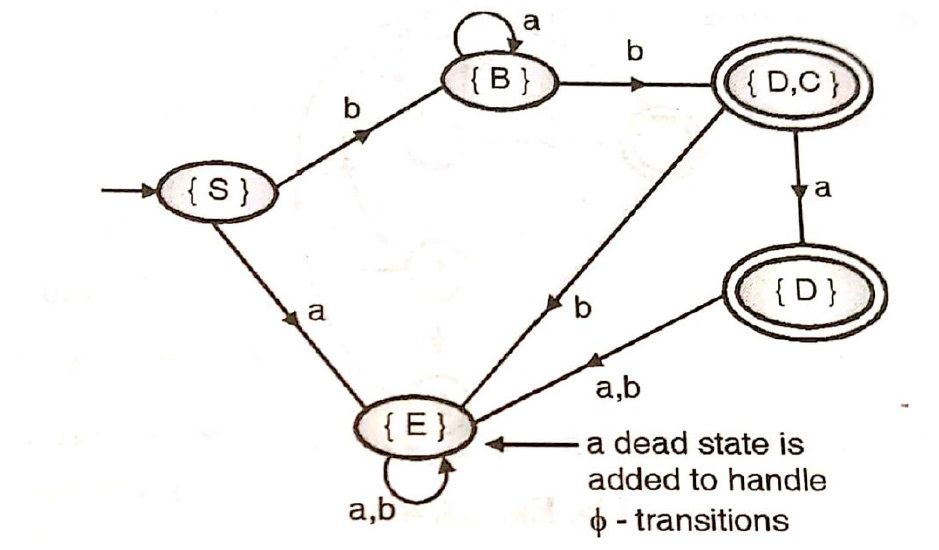 a
b
{ B }
{ D,C }
b
{ S }
a
{ D }
a
b
a,b
{ E }
a dead state is
added to handle
a,b
ϕ - transitions